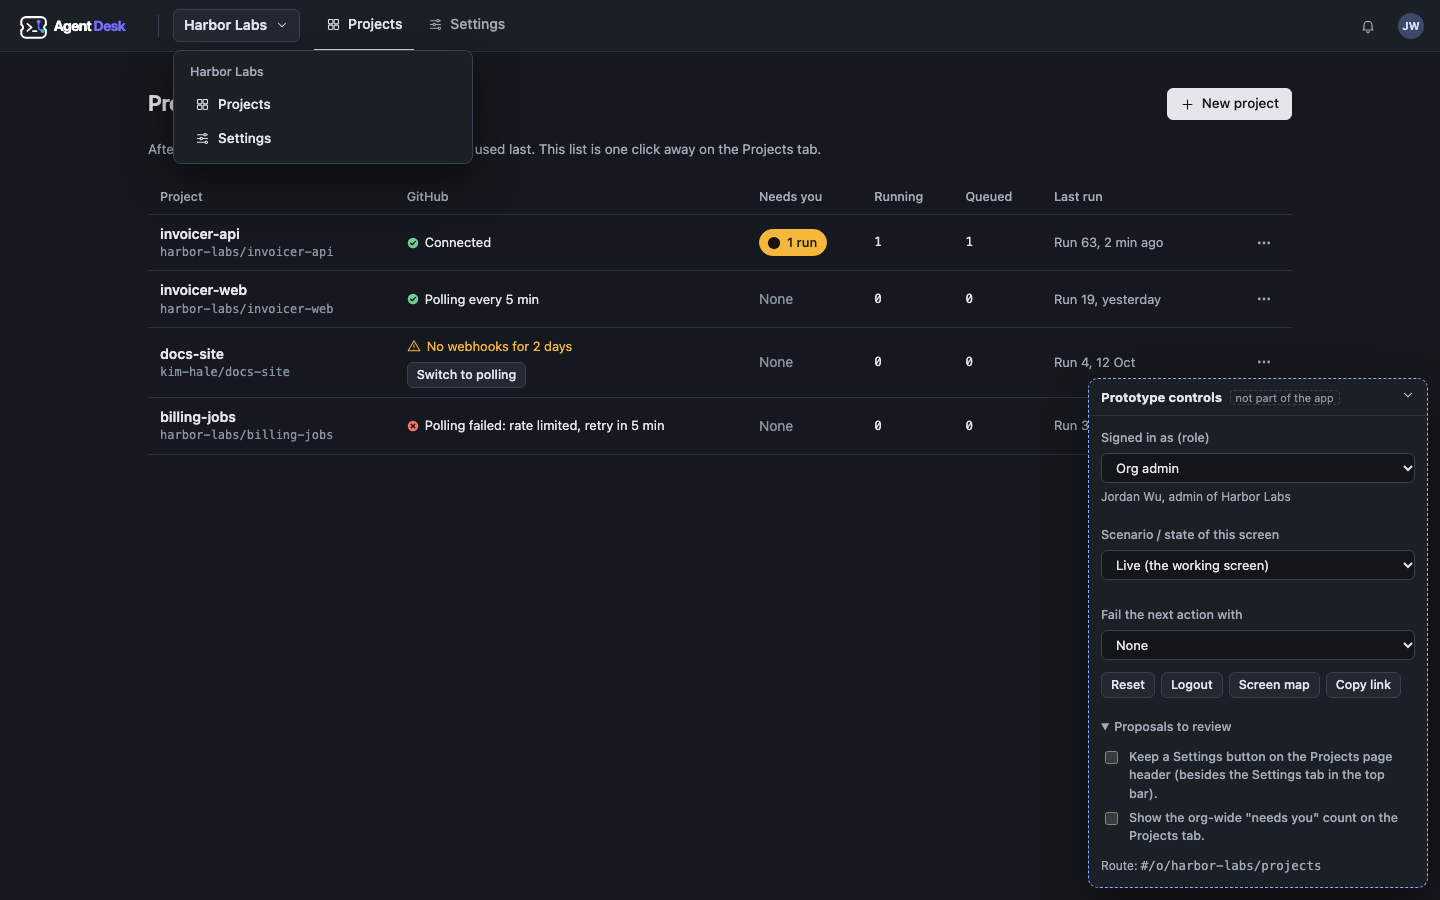 AgentDesk
Harbor Labs
Projects
Settings
JW
Harbor Labs
Projects
Settings
New project
used last. This list is one click away on the Projects tab.
Project GitHub Needs you Running Queued Last run
invoicer-api
harbor-labs/invoicer-api
Connected
1 run
1
1
Run 63, 2 min ago
invoicer-web
harbor-labs/invoicer-web
Polling every 5 min
None
0
0
Run 19, yesterday
docs-site
kim-hale/docs-site
No webhooks for 2 days
Switch to polling
None
0
0
Run 4, 12 Oct
billing-jobs
harbor-labs/billing-jobs
Polling failed: rate limited, retry in 5 min
None
0
0
Run 3
Prototype controls not part of the app
Signed in as (role)
Org admin
Jordan Wu, admin of Harbor Labs
Scenario / state of this screen
Live (the working screen)
Fail the next action with
None
Reset Logout Screen map Copy link
Proposals to review
Keep a Settings button on the Projects page
header (besides the Settings tab in the top
bar).
Show the org-wide "needs you" count on the
Projects tab.
Route: #/o/harbor-labs/projects